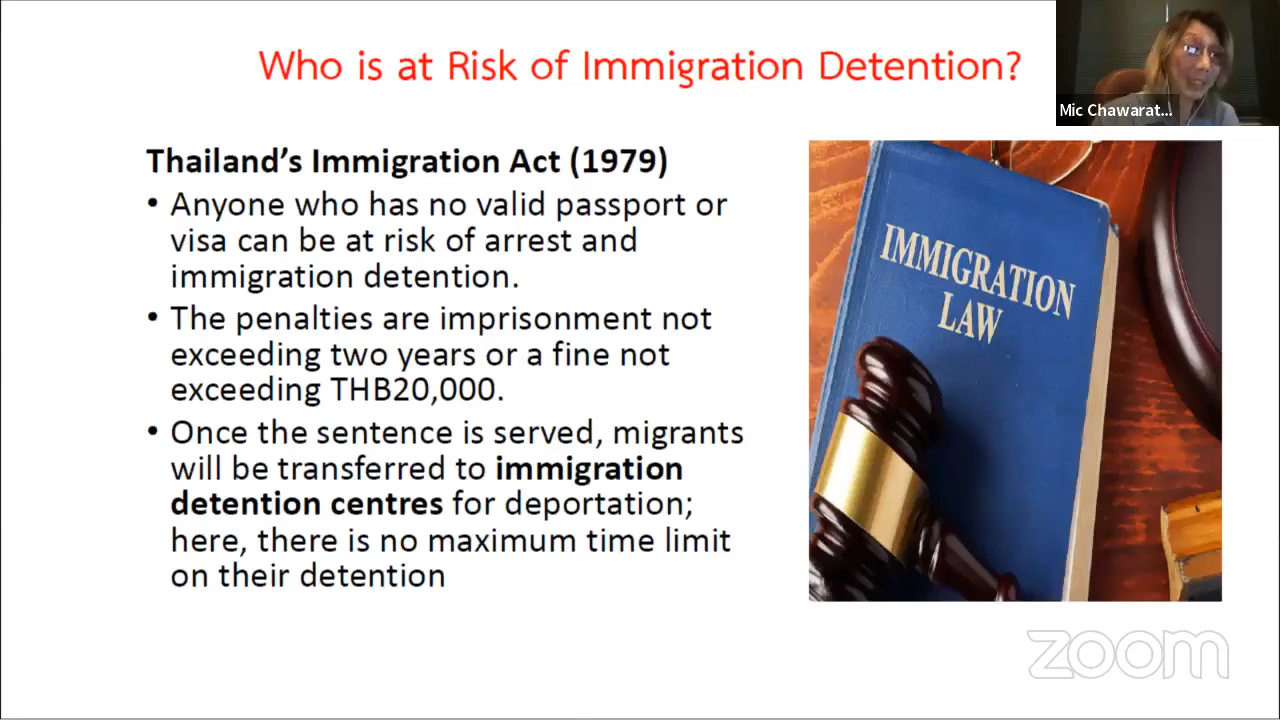 Who is at Risk of Immigration Detention?
Mic Chawarat...
Thailand's Immigration Act (1979)
• Anyone who has no valid passport or
visa can be at risk of arrest and
immigration detention.
• The penalties are imprisonment not
exceeding two years or a fine not
exceeding THB20,000.
• Once the sentence is served, migrants
will be transferred to immigration
detention centres for deportation;
here, there is no maximum time limit
on their detention
IMMIGRATION
LAW
zoom